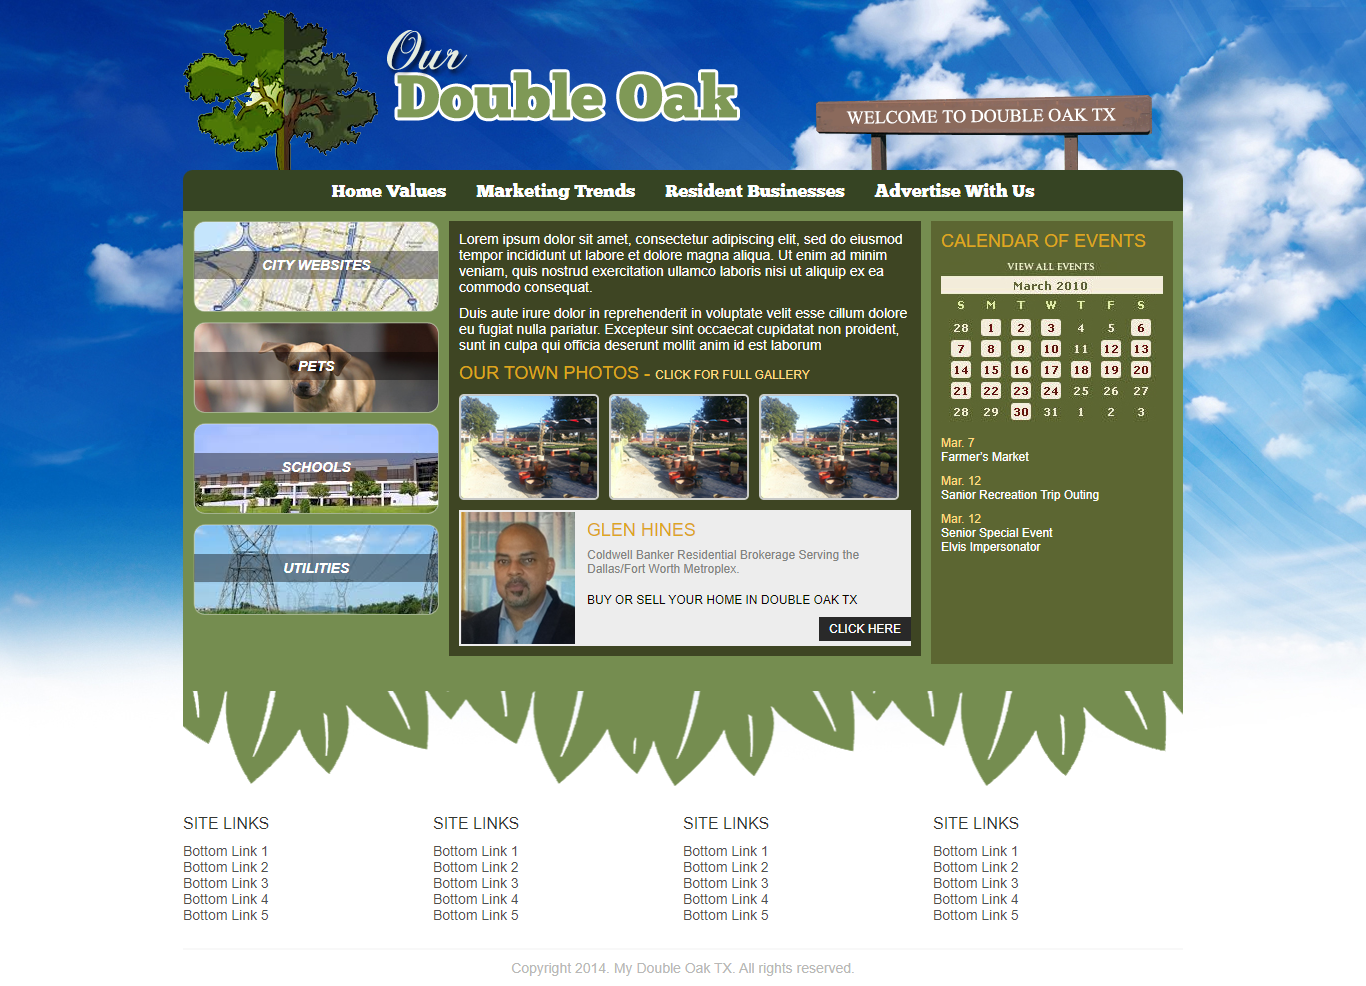 Our
Double Oak
WELCOME TO DOUBLE OAK TX
Home Values Marketing Trends Resident Businesses Advertise With Us
CITY WEBSITES
PETS
SCHOOLS
UTILITIES
Lorem ipsum dolor sit amet, consectetur adipiscing elit, sed do eiusmod
tempor incididunt ut labore et dolore magna aliqua. Ut enim ad minim
veniam, quis nostrud exercitation ullamco laboris nisi ut aliquip ex ea
commodo consequat.
Duis aute irure dolor in reprehenderit in voluptate velit esse cillum dolore
eu fugiat nulla pariatur. Excepteur sint occaecat cupidatat non proident,
sunt in culpa qui officia deserunt mollit anim id est laborum
OUR TOWN PHOTOS - CLICK FOR FULL GALLERY
GLEN HINES
Coldwell Banker Residential Brokerage Serving the
Dallas/Fort Worth Metroplex.
BUY OR SELL YOUR HOME IN DOUBLE OAK TX
CLICK HERE
CALENDAR OF EVENTS
VIEW ALL EVENTS
March 2010
S M T W T F S
28 1 2 3 4 5 6
7 8 9 10 11 12 13
14 15 16 17 18 19 20
21 22 23 24 25 26 27
28 29 30 31 1 2 3
Mar. 7
Farmer's Market
Mar. 12
Sanior Recreation Trip Outing
Mar. 12
Senior Special Event
Elvis Impersonator
SITE LINKS
Bottom Link 1
Bottom Link 2
Bottom Link 3
Bottom Link 4
Bottom Link 5
SITE LINKS
Bottom Link 1
Bottom Link 2
Bottom Link 3
Bottom Link 4
Bottom Link 5
SITE LINKS
Bottom Link 1
Bottom Link 2
Bottom Link 3
Bottom Link 4
Bottom Link 5
SITE LINKS
Bottom Link 1
Bottom Link 2
Bottom Link 3
Bottom Link 4
Bottom Link 5
Copyright 2014. My Double Oak TX. All rights reserved.